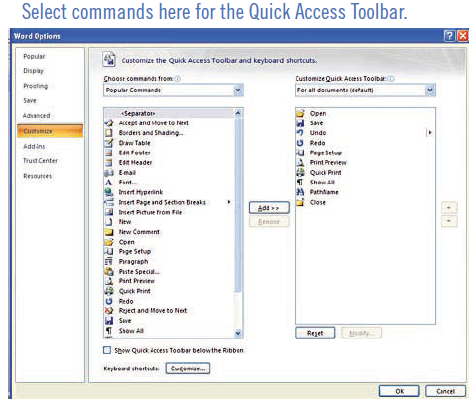 Select commands here for the Quick Access Toolbar.
Word Options
Popular
Display
Proofing
Save
Advanced
Customize
Add-Ins
Trust Center
Resources
Customize the Quick Access Toolbar and keyboard shortcuts.
Choose commands from:
Popular Commands
<Separator>
Accept and Move to Next
Borders and Shading...
Draw Table
Edit Footer
Edit Header
E-mail
Font...
Insert Hyperlink
Insert Page and Section Breaks
Insert Picture from File
New
New Comment
Open
Page Setup
Paragraph
Paste Special...
Print Preview
Quick Print
Redo
Reject and Move to Next
Save
Show All
Show Quick Access Toolbar below the Ribbon
Keyboard shortcuts: Customize...
Add >>
Remove
Customize Quick Access Toolbar:
For all documents (default)
Open
Save
Undo
Redo
Page Setup
Print Preview
Quick Print
Show All
PathName
Close
Reset Modify...
OK Cancel